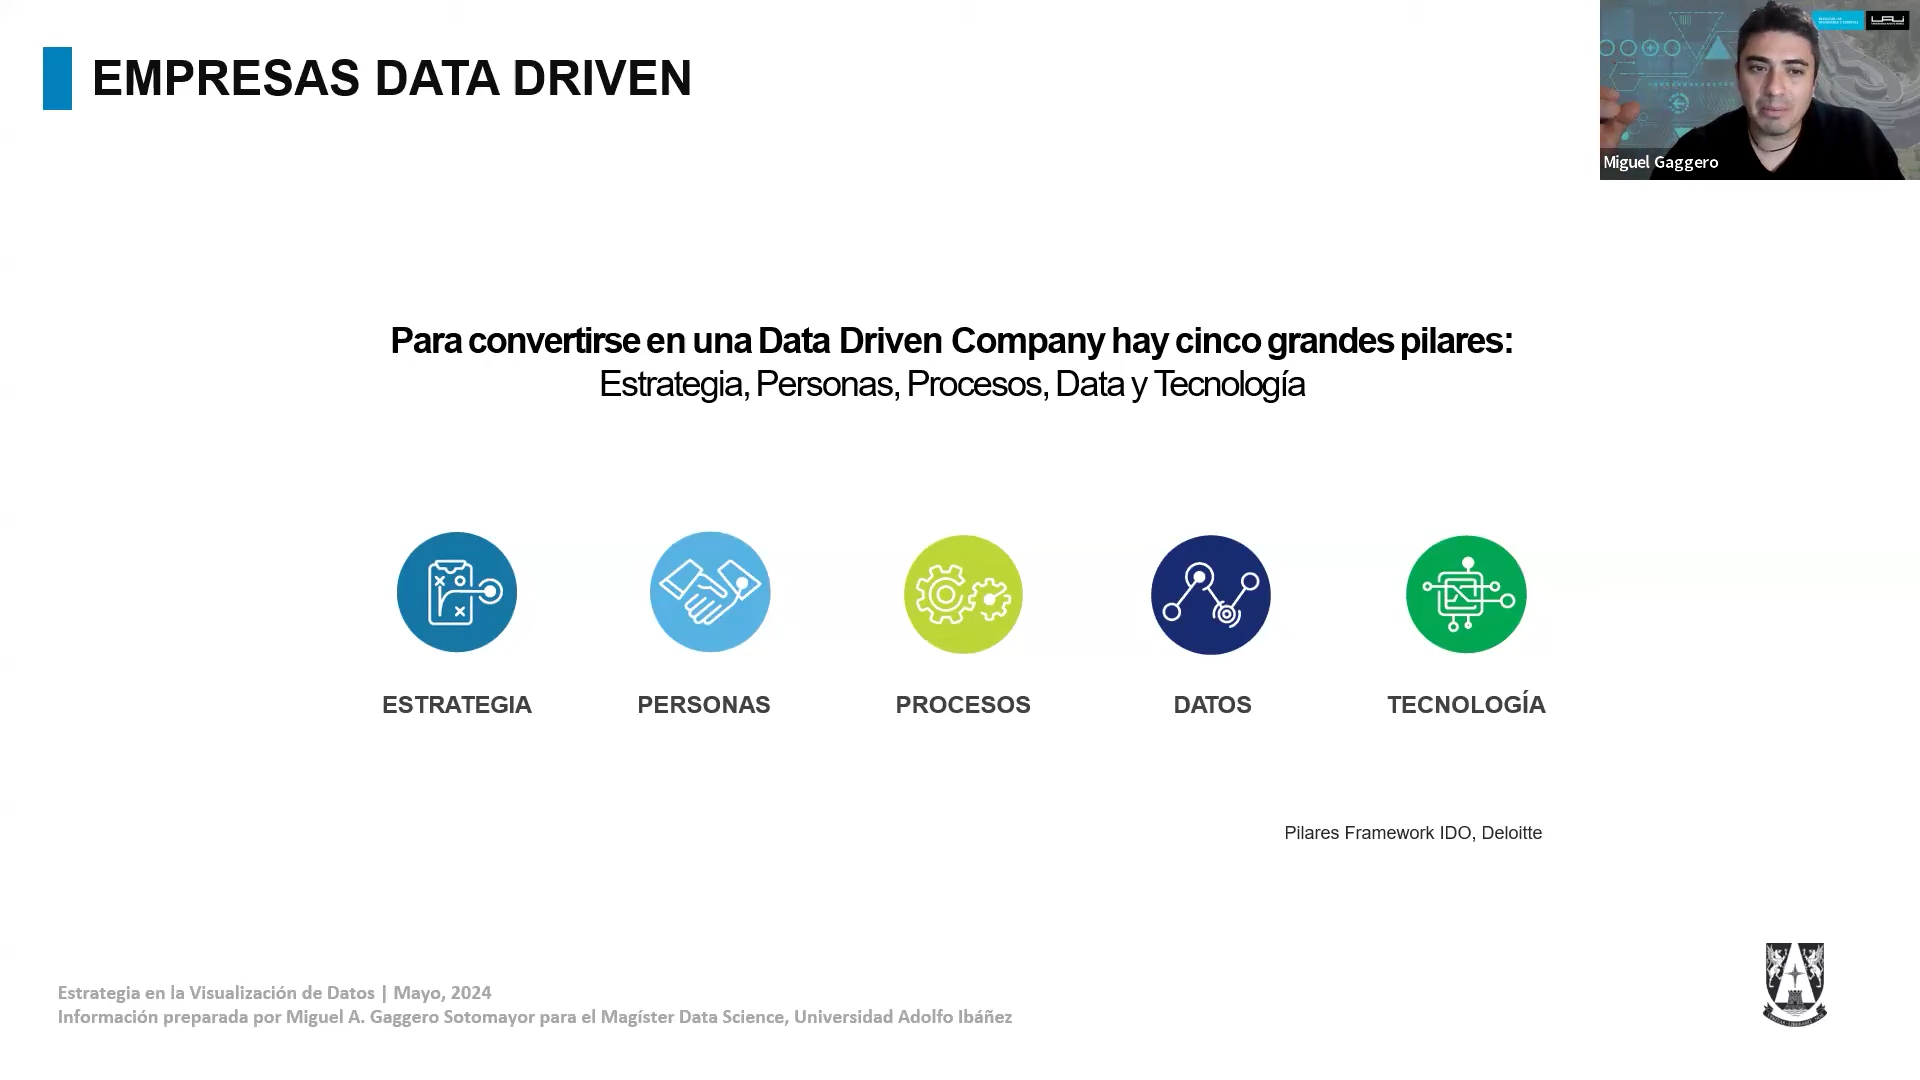 EMPRESAS DATA DRIVEN
Miguel Gaggero
Para convertirse en una Data Driven Company hay cinco grandes pilares:
Estrategia, Personas, Procesos, Data y Tecnología
ESTRATEGIA
PERSONAS
PROCESOS
DATOS
TECNOLOGÍA
Pilares Framework IDO, Deloitte
Estrategia en la Visualización de Datos | Mayo, 2024
Información preparada por Miguel A. Gaggero Sotomayor para el Magíster Data Science, Universidad Adolfo Ibáñez